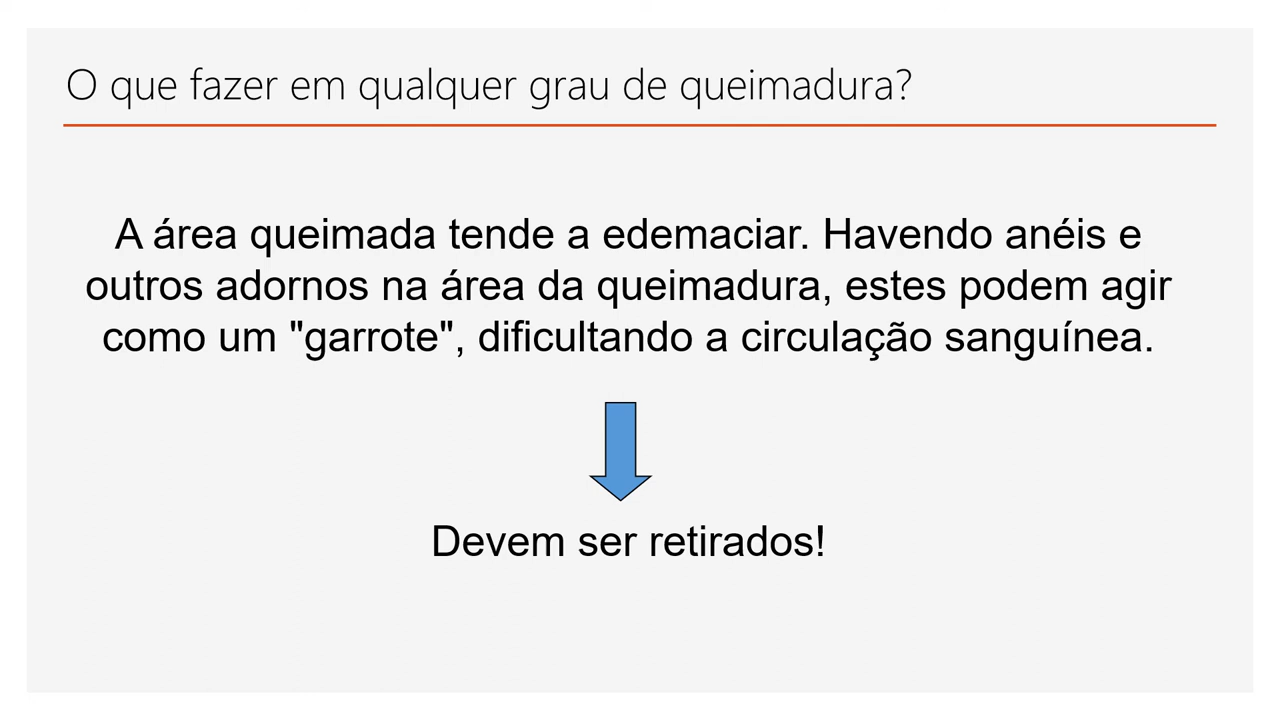 O que fazer em qualquer grau de queimadura?
A área queimada tende a edemaciar. Havendo anéis e
outros adornos na área da queimadura, estes podem agir
como um "garrote", dificultando a circulação sanguínea.
Devem ser retirados!